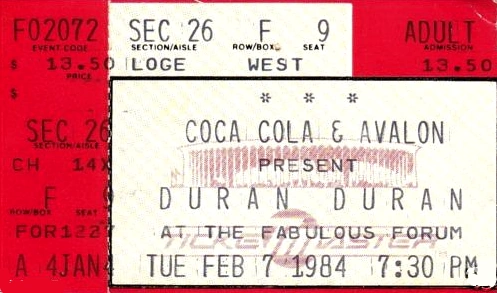 F02072 SEC 26 F 9 ADULT
EVENT CODE SECTION/AISLE ROW/BOX SEAT ADMISSION
$ 13.50 LOGE WEST 13.50
PRICE
$
* * *
SEC 26 COCA COLA & AVALON
SECTION/AISLE
CH 14X PRESENT
F 9 DURAN DURAN
ROW/BOX SEAT
FOR1227 AT THE FABULOUS FORUM
TICKETMASTER
A 4JAN4 TUE FEB 7 1984 7:30 PM